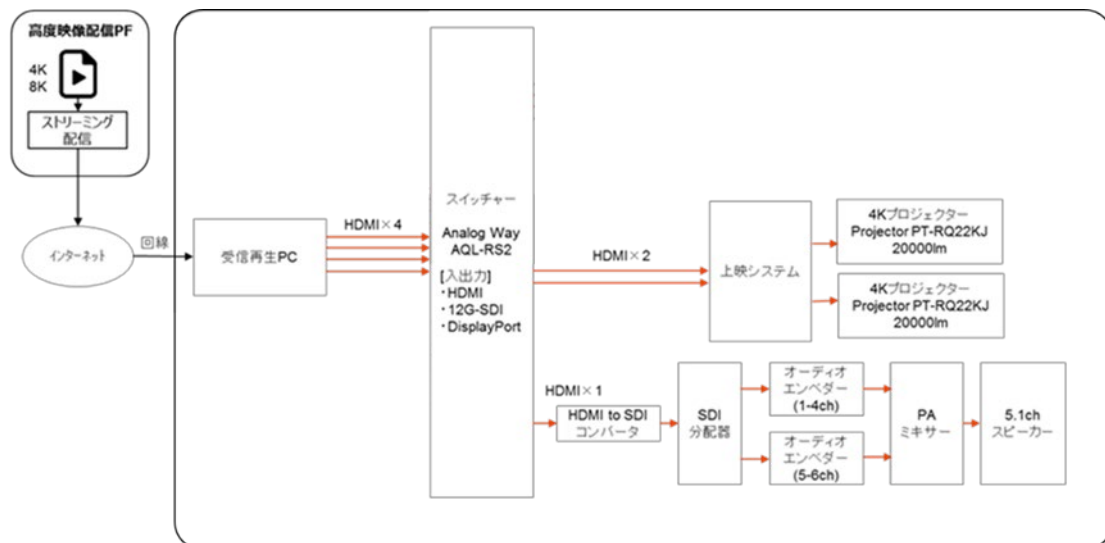 高度映像配信PF
4K
8K
ストリーミング
配信
インターネット
回線
受信再生PC
HDMI×4
スイッチャー
Analog Way
AQL-RS2
[入出力]
・HDMI
・12G-SDI
・DisplayPort
HDMI×2
上映システム
4Kプロジェクター
Projector PT-RQ22KJ
20000lm
4Kプロジェクター
Projector PT-RQ22KJ
20000lm
HDMI×1
HDMI to SDI
コンバータ
SDI
分配器
オーディオ
エンベダー
(1-4ch)
オーディオ
エンベダー
(5-6ch)
PA
ミキサー
5.1ch
スピーカー